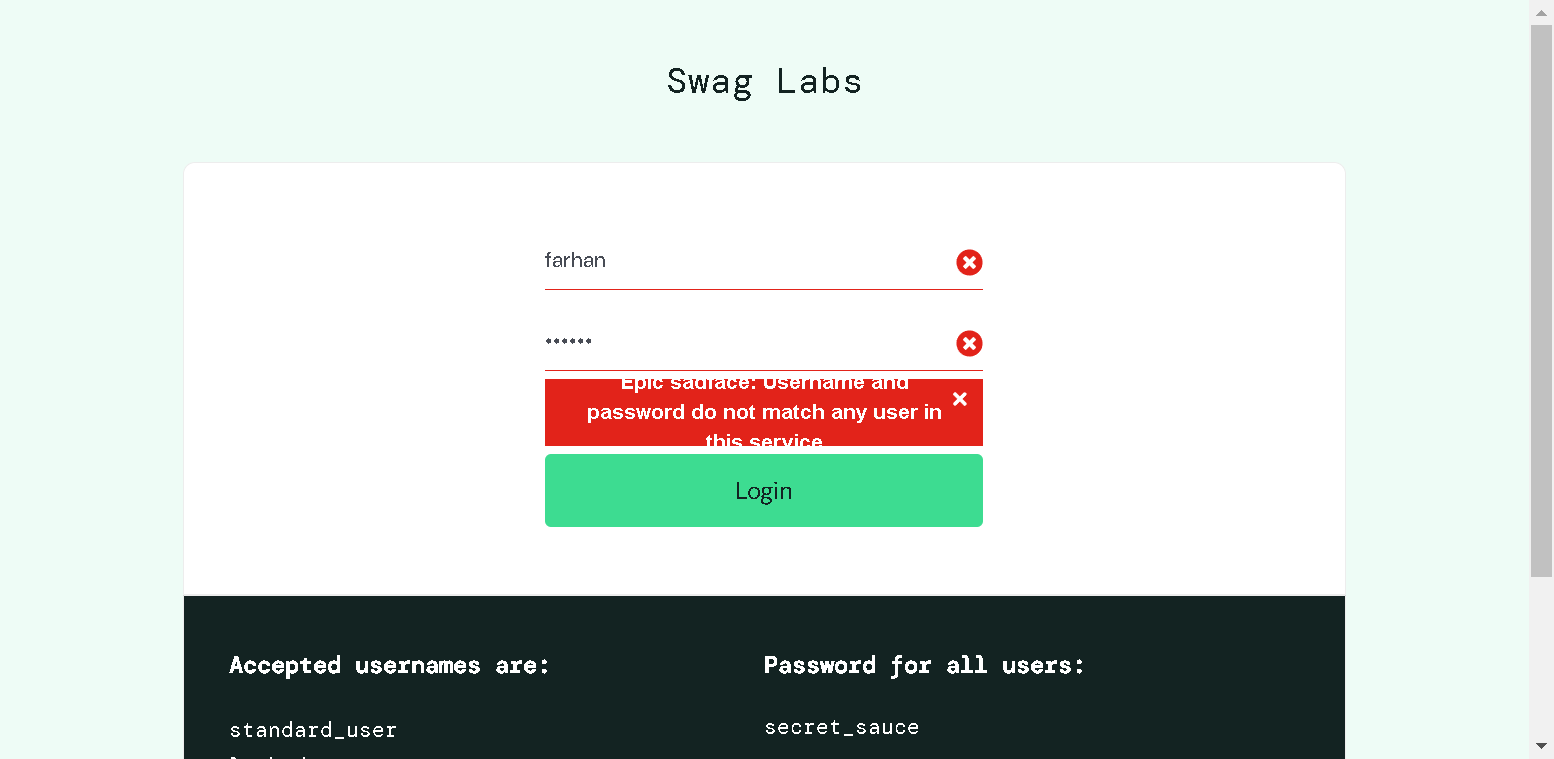 Swag Labs
farhan
••••••
Epic sadface: Username and
password do not match any user in
this service
Login
Accepted usernames are:
standard_user
Password for all users:
secret_sauce